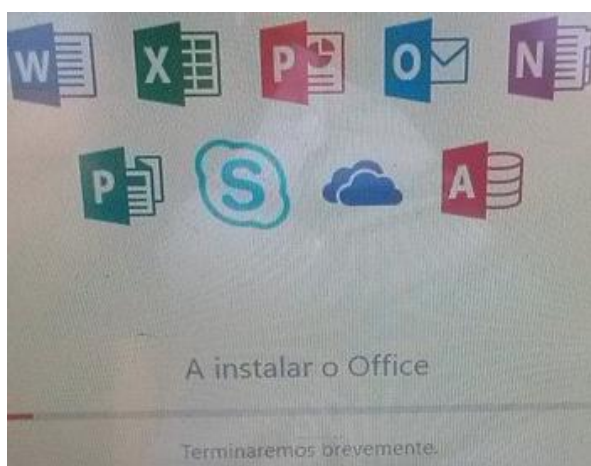 W X P O N
P S A
A instalar o Office
Terminaremos brevemente.